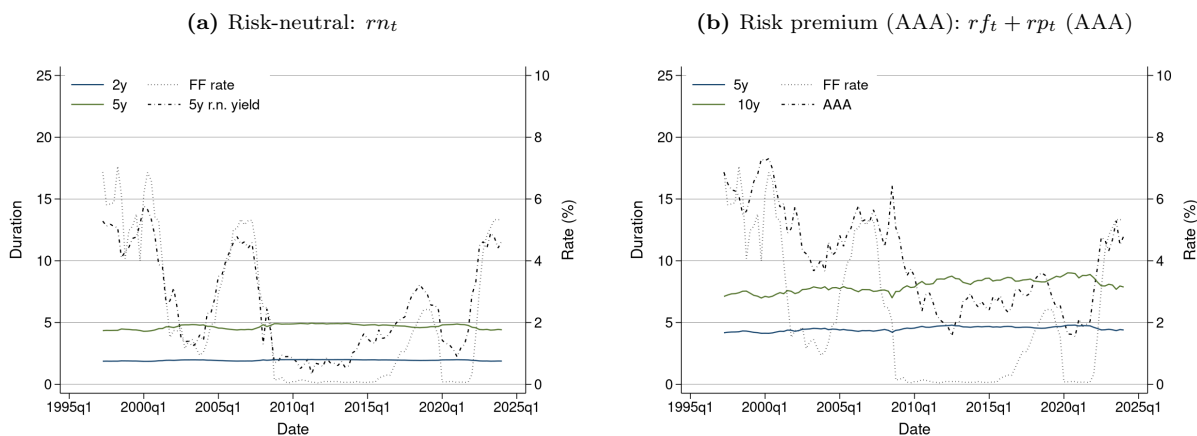 (a) Risk-neutral: rn_t
25
20
15
10
5
0
Duration
10
8
6
4
2
0
Rate (%)
2y
FF rate
5y
5y r.n. yield
1995q1 2000q1 2005q1 2010q1 2015q1 2020q1 2025q1
Date
(b) Risk premium (AAA): rf_t + rp_t (AAA)
25
20
15
10
5
0
Duration
10
8
6
4
2
0
Rate (%)
5y
FF rate
10y
AAA
1995q1 2000q1 2005q1 2010q1 2015q1 2020q1 2025q1
Date